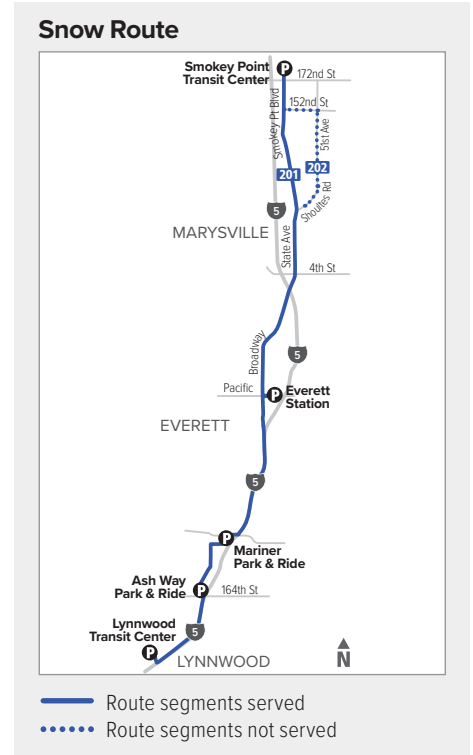 Snow Route
Smokey Point
Transit Center
P
172nd St
152nd St
Smokey Pt Blvd
51st Ave
202
201
Shoultes Rd
5
MARYSVILLE
State Ave
4th St
Broadway
5
Pacific
P
Everett
Station
EVERETT
5
P
Mariner
Park & Ride
Ash Way
Park & Ride
P
164th St
Lynnwood
Transit Center
5
P
LYNNWOOD
N
Route segments served
Route segments not served